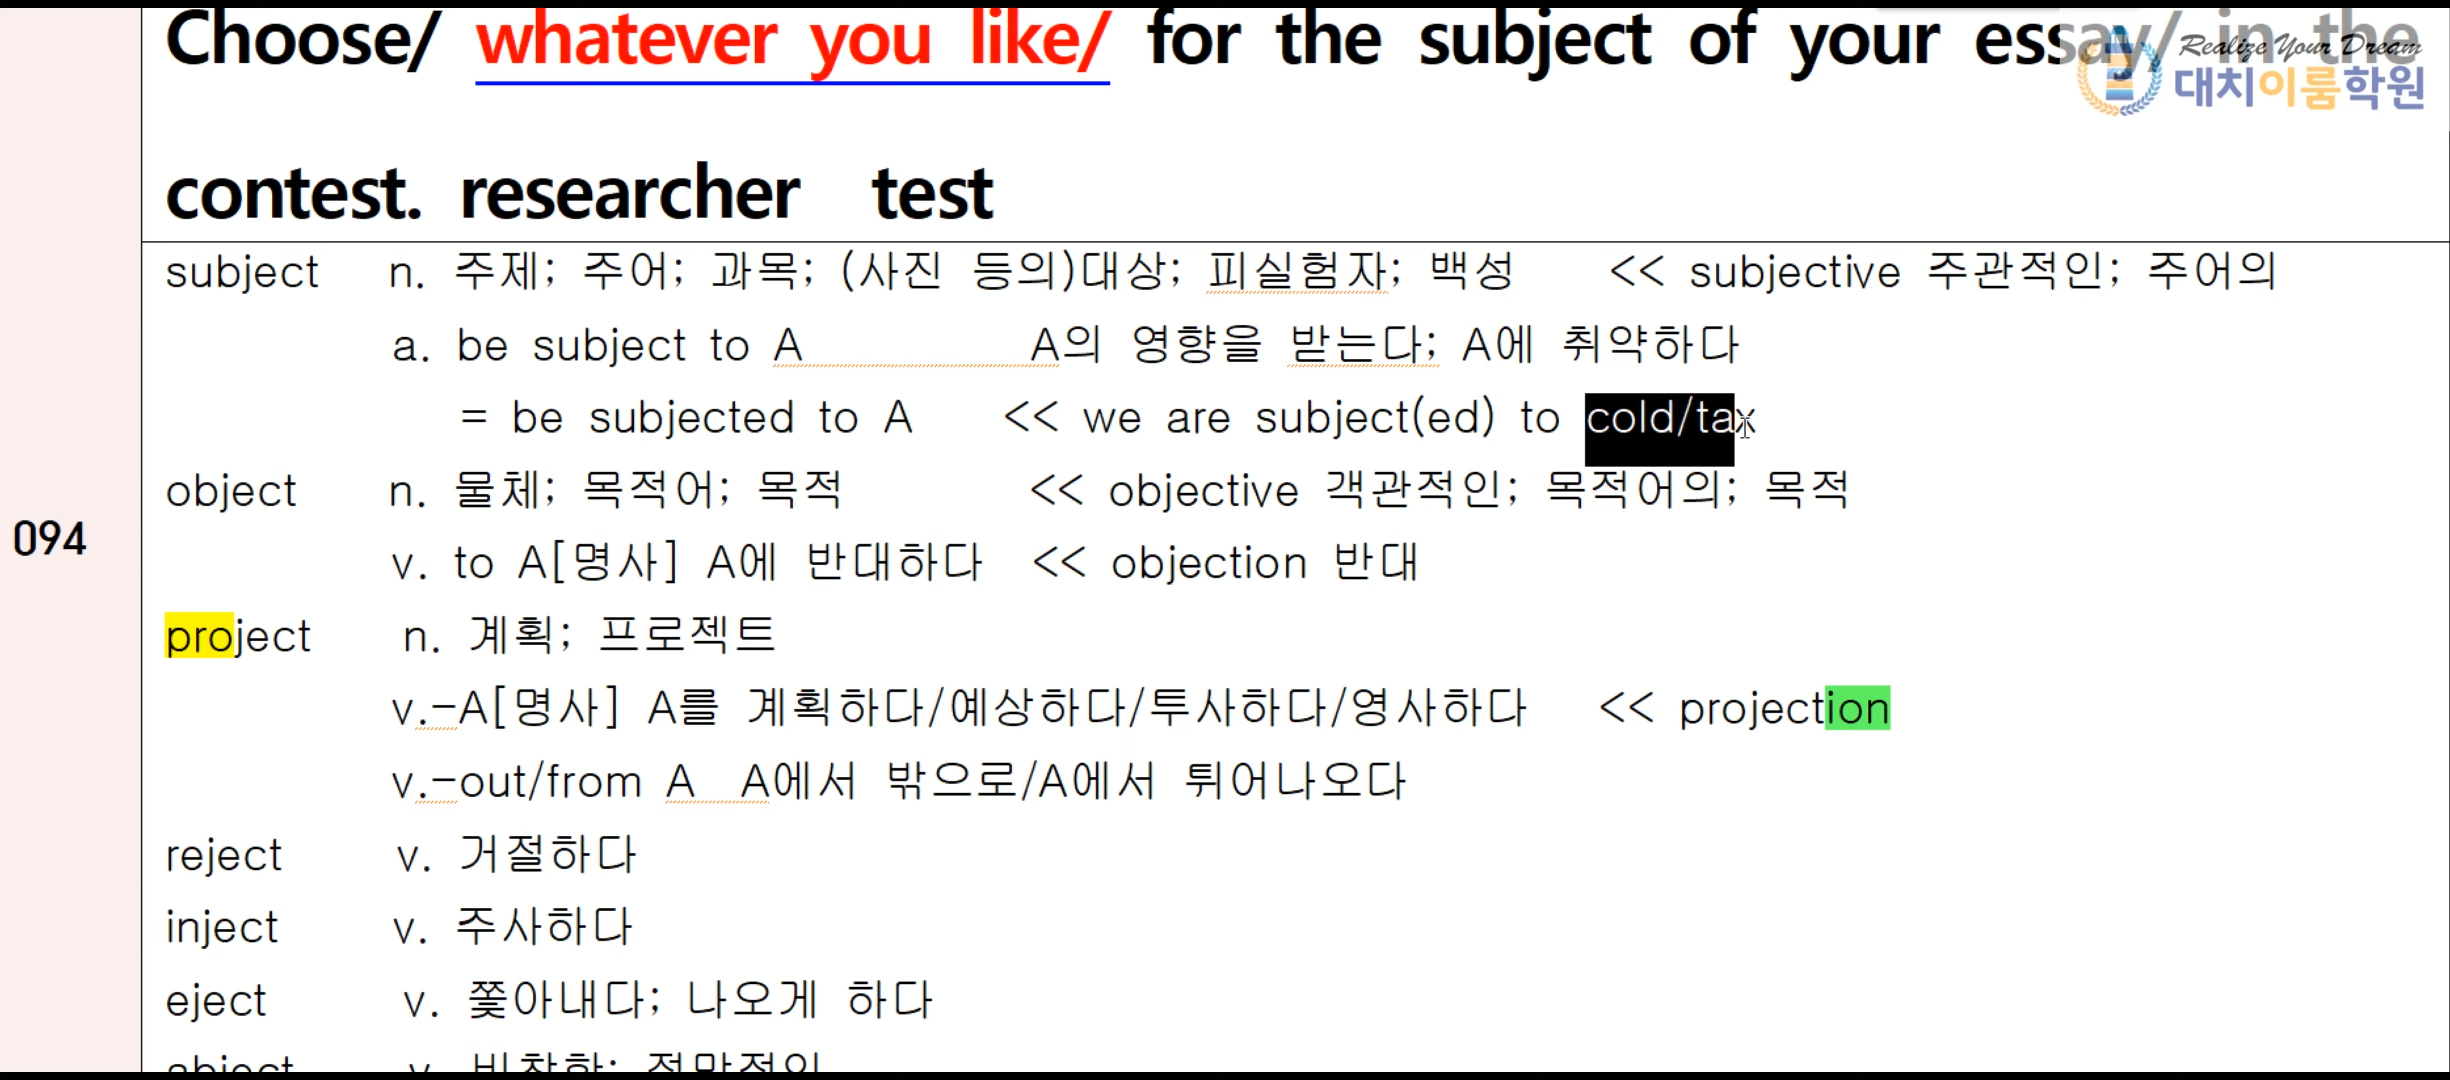 Choose/ whatever you like/ for the subject of your essay/ in the
Realize Your Dream
대치이룸학원
contest. researcher test
subject n. 주제; 주어; 과목; (사진 등의)대상; 피실험자; 백성 << subjective 주관적인; 주어의
a. be subject to A A의 영향을 받는다; A에 취약하다
= be subjected to A << we are subject(ed) to cold/tax
object n. 물체; 목적어; 목적 << objective 객관적인; 목적어의; 목적
094
v. to A[명사] A에 반대하다 << objection 반대
project n. 계획; 프로젝트
v.-A[명사] A를 계획하다/예상하다/투사하다/영사하다 << projection
v.-out/from A A에서 밖으로/A에서 튀어나오다
reject v. 거절하다
inject v. 주사하다
eject v. 쫓아내다; 나오게 하다
abject v. 비참한; 절망적인